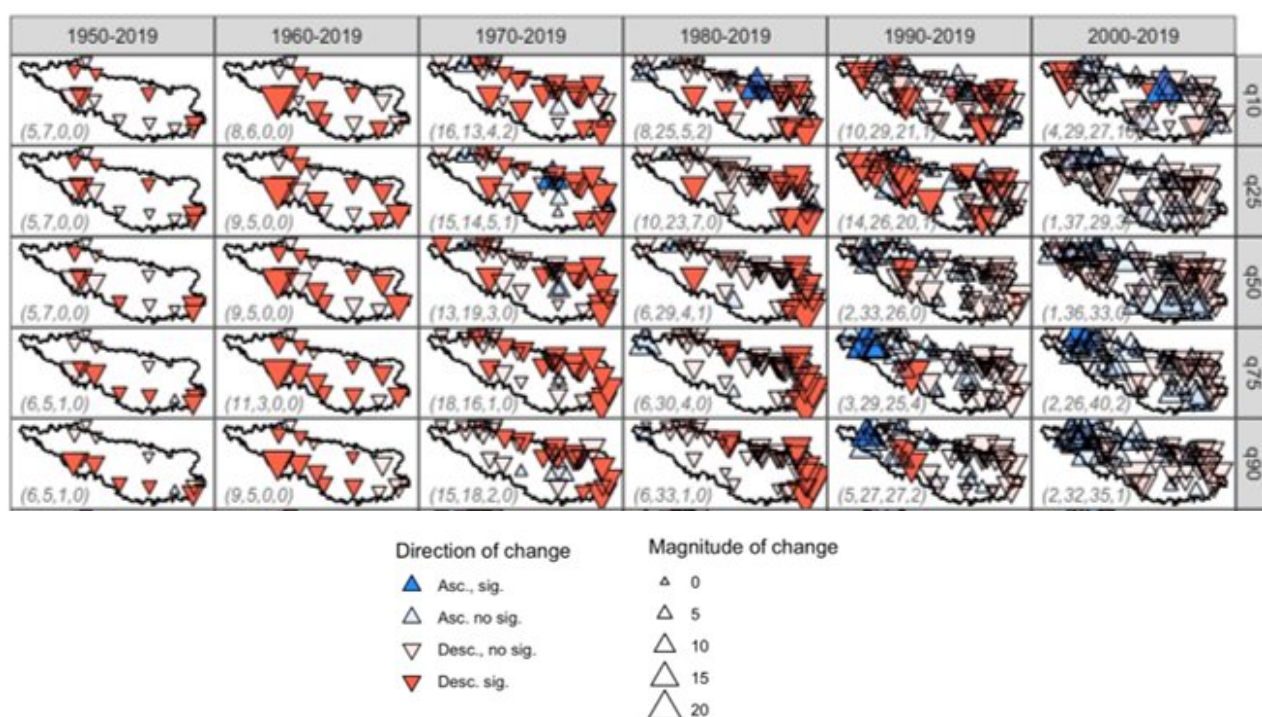 1950-2019 1960-2019 1970-2019 1980-2019 1990-2019 2000-2019
(5,7,0,0) (8,6,0,0) (16,13,4,2) (8,25,5,2) (10,29,21,1) q10
(5,7,0,0) (9,5,0,0) (15,14,5,1) (10,23,7,0) (14,26,20,1) (1,37,29,3) q25
(5,7,0,0) (9,5,0,0) (13,19,3,0) (6,29,4,1) (2,33,26,0) (1,36,33,0) q50
(6,5,1,0) (11,3,0,0) (18,16,1,0) (6,30,4,0) (3,29,25,4) (2,26,40,2) q75
(6,5,1,0) (9,5,0,0) (15,18,2,0) (6,33,1,0) (5,27,27,2) (2,32,35,1) q90
Direction of change
Asc., sig.
Asc. no sig.
Desc., no sig.
Desc. sig.
Magnitude of change
0
5
10
15
20